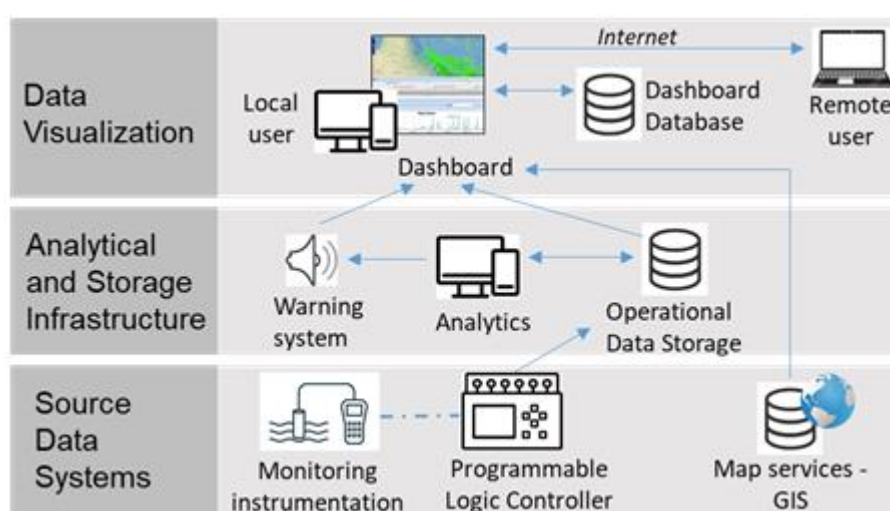 Data
Visualization
Local
user
Internet
Dashboard
Database
Remote
user
Dashboard
Analytical
and Storage
Infrastructure
Warning
system
Analytics
Operational
Data Storage
Source
Data
Systems
Monitoring
instrumentation
Programmable
Logic Controller
Map services -
GIS